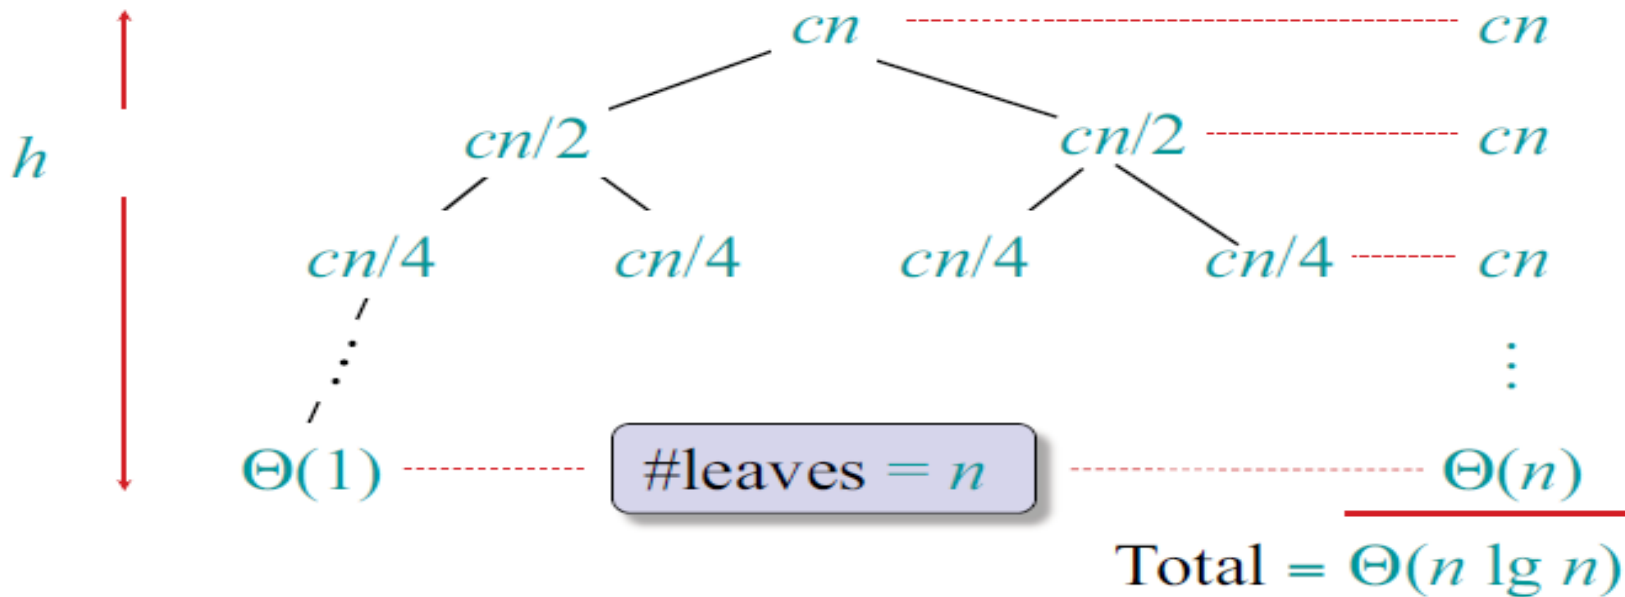 cn cn
h cn/2 cn/2 cn
cn/4 cn/4 cn/4 cn/4 cn
⋮ ⋮
Θ(1) #leaves = n Θ(n)
Total = Θ(n lg n)